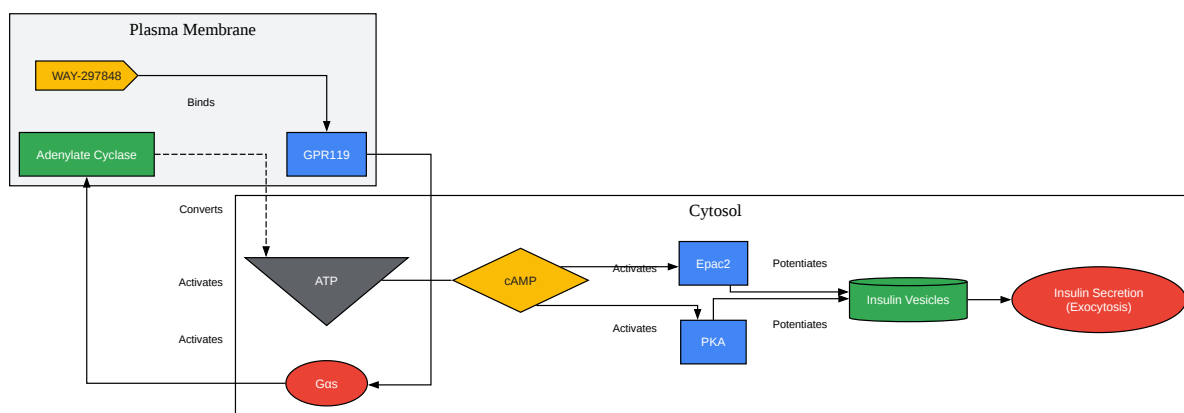 Plasma Membrane
WAY-297848
Binds
Adenylate Cyclase
GPR119
Converts
Cytosol
Activates
ATP
cAMP
Activates
Epac2
Potentiates
Insulin Vesicles
Insulin Secretion
(Exocytosis)
Activates
Potentiates
PKA
Activates
Gαs